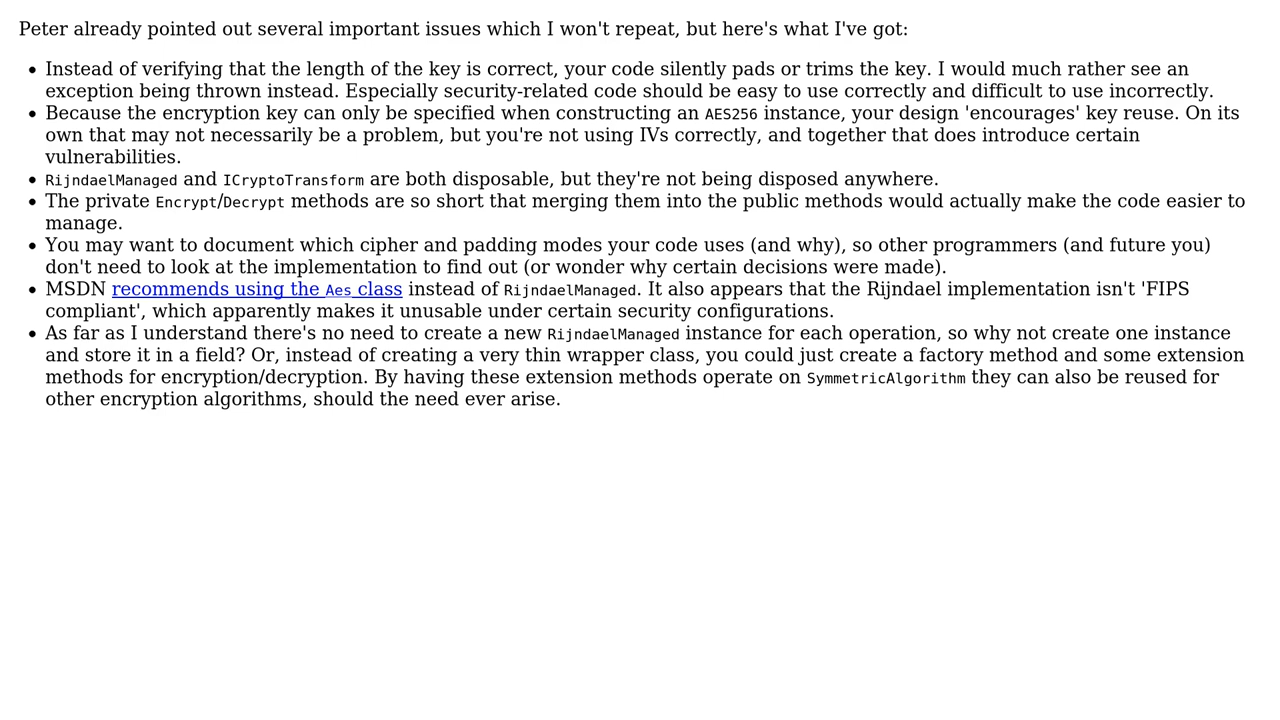 Peter already pointed out several important issues which I won't repeat, but here's what I've got:
• Instead of verifying that the length of the key is correct, your code silently pads or trims the key. I would much rather see an
exception being thrown instead. Especially security-related code should be easy to use correctly and difficult to use incorrectly.
• Because the encryption key can only be specified when constructing an AES256 instance, your design 'encourages' key reuse. On its
own that may not necessarily be a problem, but you're not using IVs correctly, and together that does introduce certain
vulnerabilities.
• RijndaelManaged and ICryptoTransform are both disposable, but they're not being disposed anywhere.
• The private Encrypt/Decrypt methods are so short that merging them into the public methods would actually make the code easier to
manage.
• You may want to document which cipher and padding modes your code uses (and why), so other programmers (and future you)
don't need to look at the implementation to find out (or wonder why certain decisions were made).
• MSDN recommends using the Aes class instead of RijndaelManaged. It also appears that the Rijndael implementation isn't 'FIPS
compliant', which apparently makes it unusable under certain security configurations.
• As far as I understand there's no need to create a new RijndaelManaged instance for each operation, so why not create one instance
and store it in a field? Or, instead of creating a very thin wrapper class, you could just create a factory method and some extension
methods for encryption/decryption. By having these extension methods operate on SymmetricAlgorithm they can also be reused for
other encryption algorithms, should the need ever arise.